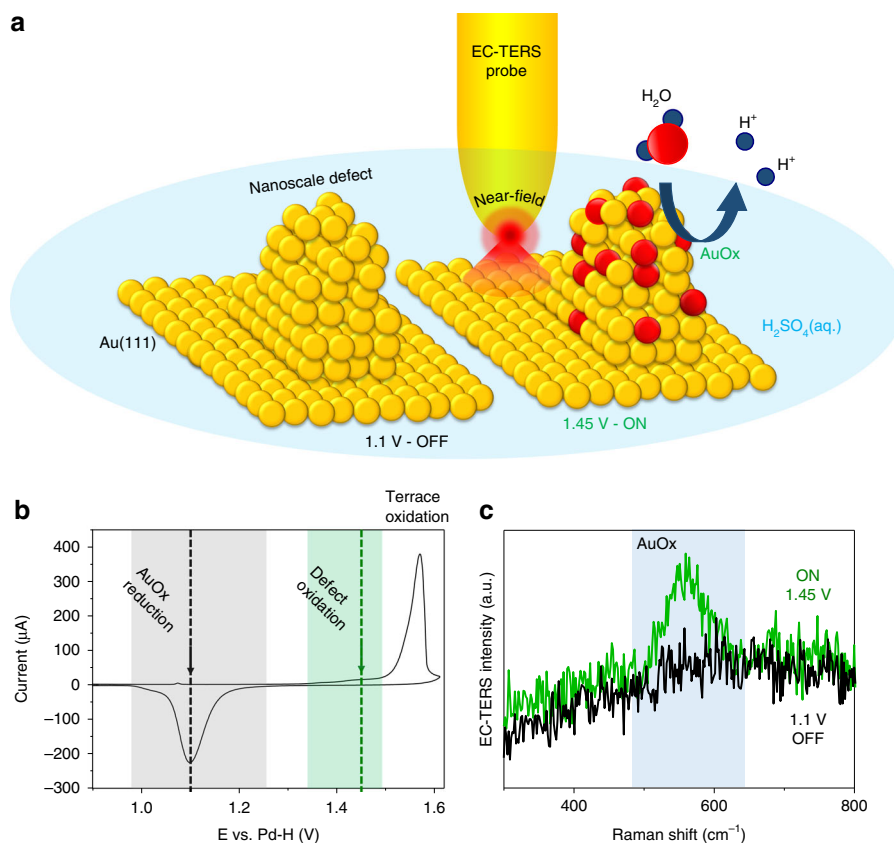 a
EC-TERS
probe
H₂O
H⁺
H⁺
Nanoscale defect
Near-field
AuOx
Au(111)
H₂SO₄(aq.)
1.1 V - OFF
1.45 V - ON
b
Terrace
oxidation
400
300
200
100
0
−100
−200
−300
Current (µA)
AuOx
reduction
Defect
oxidation
1.0
1.2
1.4
1.6
E vs. Pd-H (V)
c
AuOx
ON
1.45 V
1.1 V
OFF
EC-TERS intensity (a.u.)
400
600
800
Raman shift (cm⁻¹)